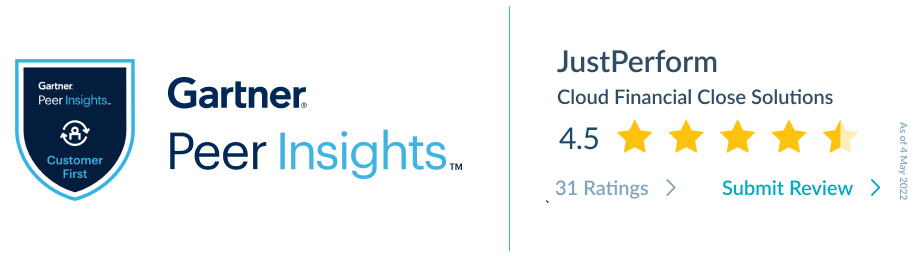 Gartner.
Peer Insights™
Customer
First
Gartner®
Peer Insights™
JustPerform
Cloud Financial Close Solutions
4.5
31 Ratings >
Submit Review >
As of 4 May 2022